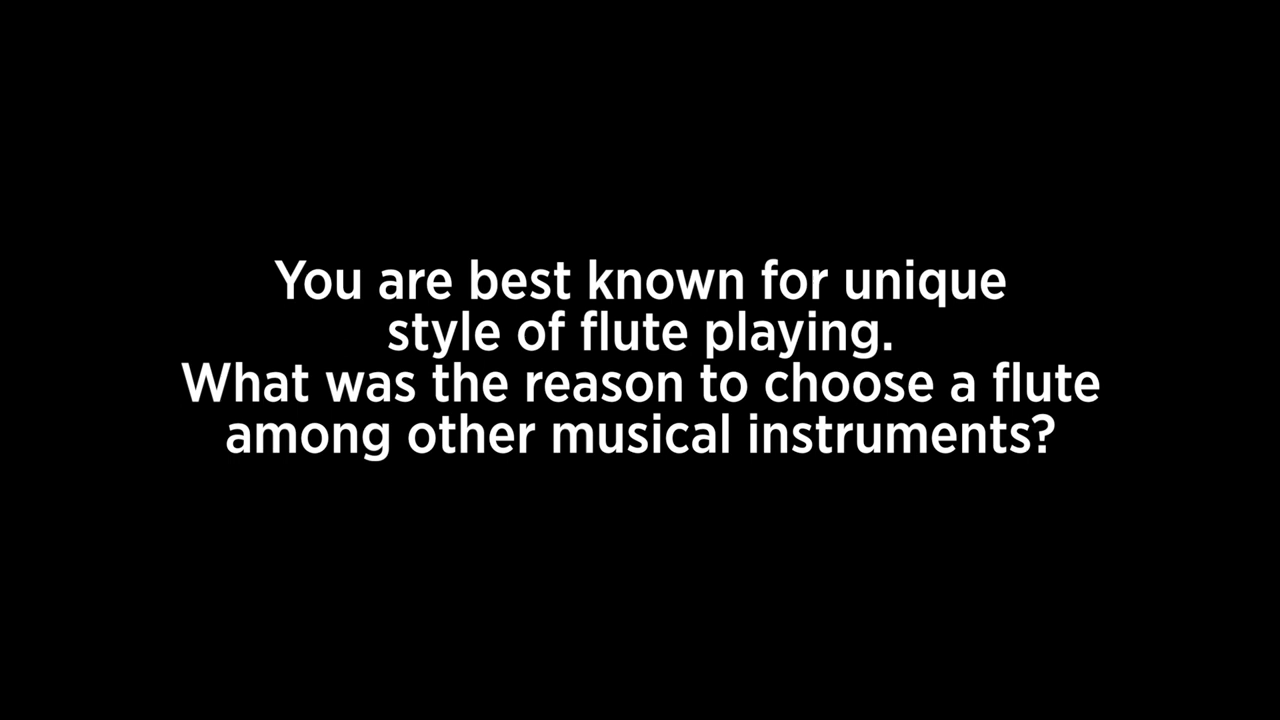 You are best known for unique
style of flute playing.
What was the reason to choose a flute
among other musical instruments?